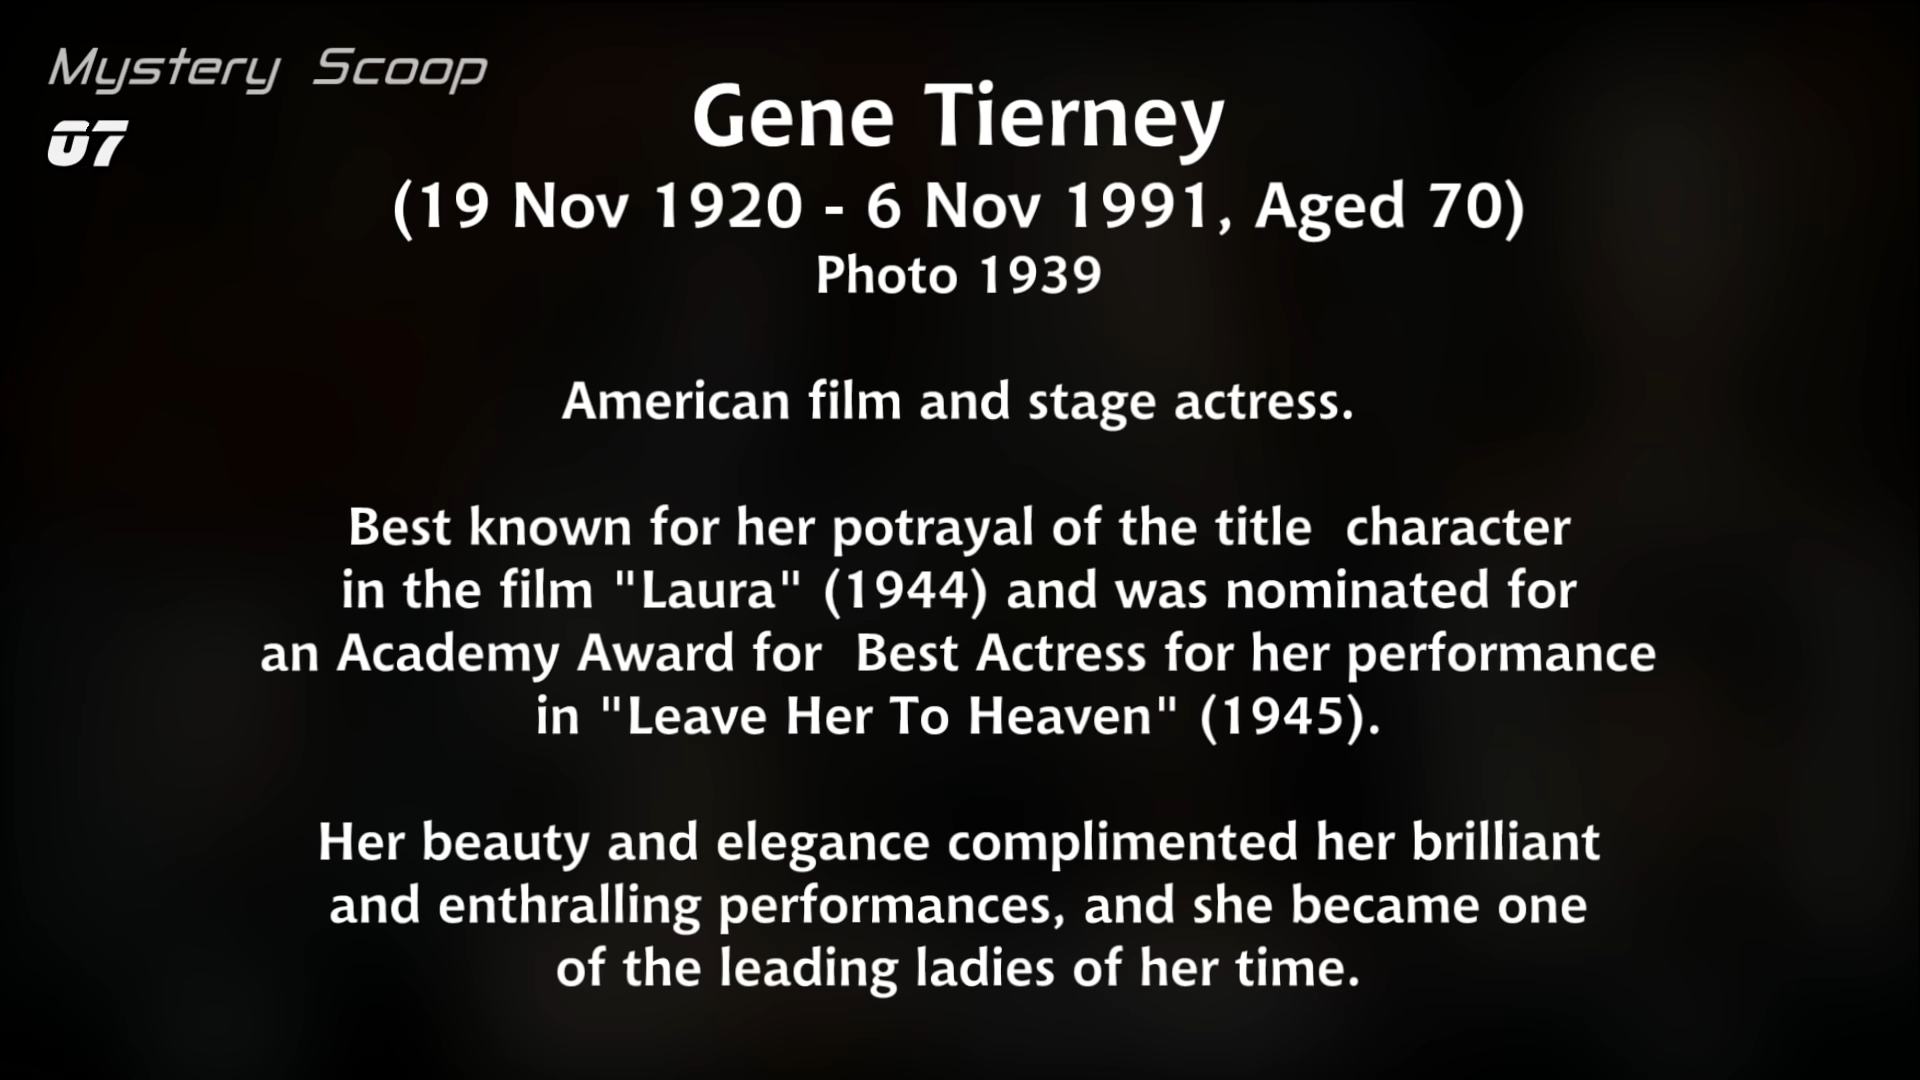 Mystery Scoop
07
Gene Tierney
(19 Nov 1920 - 6 Nov 1991, Aged 70)
Photo 1939
American film and stage actress.
Best known for her potrayal of the title  character
in the film "Laura" (1944) and was nominated for
an Academy Award for  Best Actress for her performance
in "Leave Her To Heaven" (1945).
Her beauty and elegance complimented her brilliant
and enthralling performances, and she became one
of the leading ladies of her time.